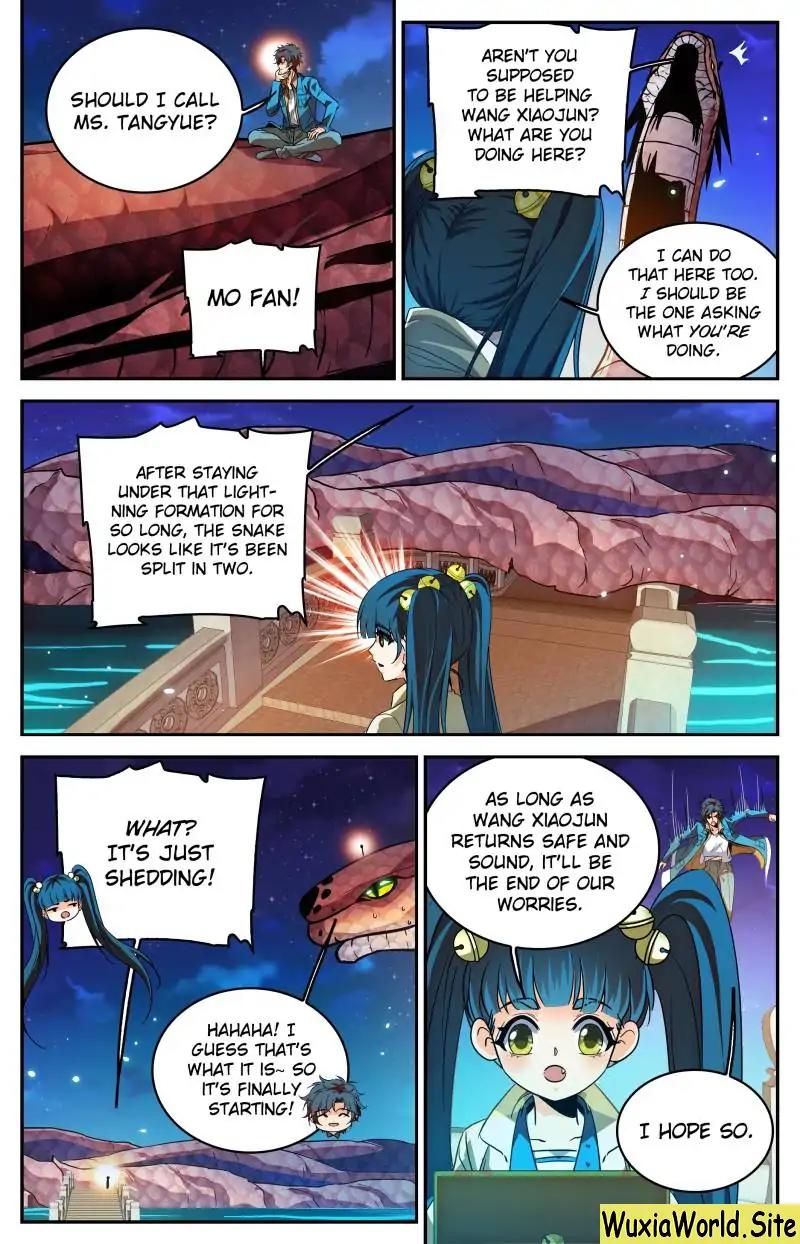 SHOULD I CALL
MS. TANGYUE?
MO FAN!
AREN'T YOU
SUPPOSED
TO BE HELPING
WANG XIAOJUN?
WHAT ARE YOU
DOING HERE?
I CAN DO
THAT HERE TOO.
I SHOULD BE
THE ONE ASKING
WHAT YOU'RE
DOING.
AFTER STAYING
UNDER THAT LIGHT-
NING FORMATION FOR
SO LONG, THE SNAKE
LOOKS LIKE IT'S BEEN
SPLIT IN TWO.
WHAT?
IT'S JUST
SHEDDING!
HAHAHA! I
GUESS THAT'S
WHAT IT IS~ SO
IT'S FINALLY
STARTING!
AS LONG AS
WANG XIAOJUN
RETURNS SAFE AND
SOUND, IT'LL BE
THE END OF OUR
WORRIES.
I HOPE SO.
WuxiaWorld.Site